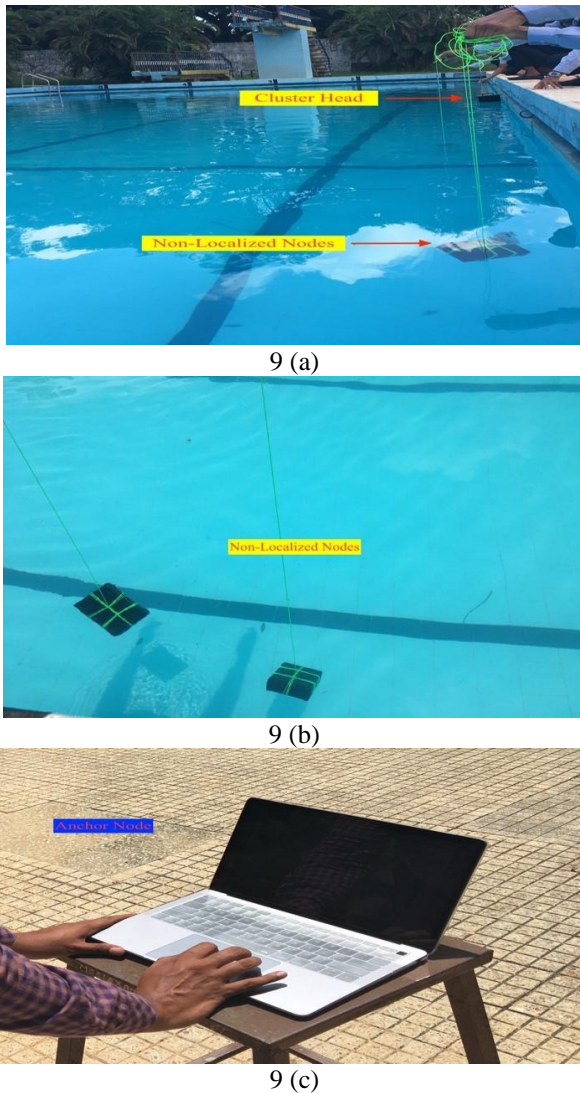 Cluster Head
Non-Localized Nodes
9 (a)
Non-Localized Nodes
9 (b)
Anchor Node
9 (c)